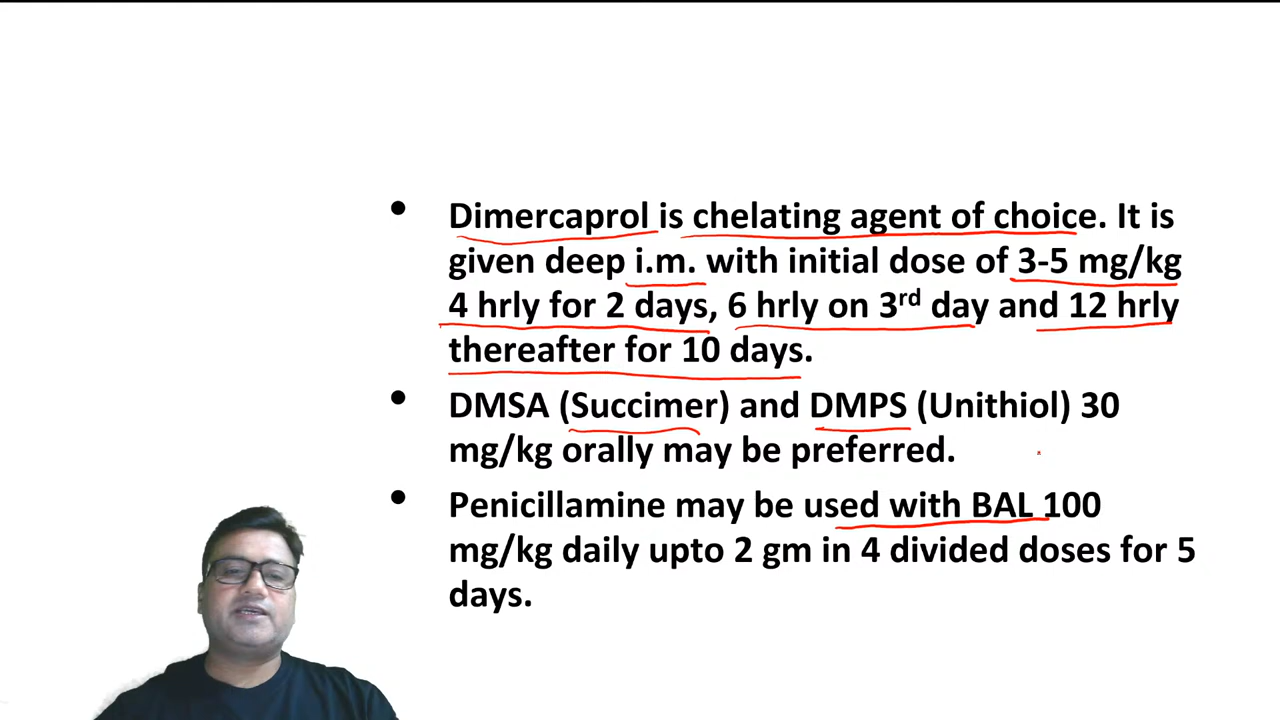 • Dimercaprol is chelating agent of choice. It is
given deep i.m. with initial dose of 3-5 mg/kg
4 hrly for 2 days, 6 hrly on 3rd day and 12 hrly
thereafter for 10 days.
• DMSA (Succimer) and DMPS (Unithiol) 30
mg/kg orally may be preferred.
• Penicillamine may be used with BAL 100
mg/kg daily upto 2 gm in 4 divided doses for 5
days.